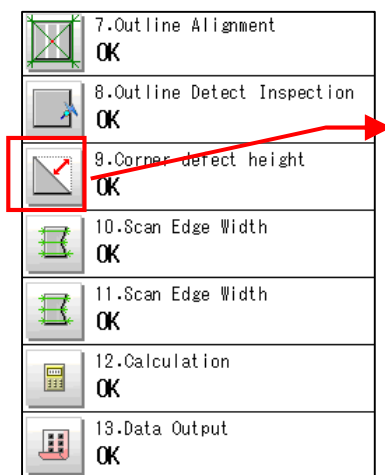 7.Outline Alignment
OK
8.Outline Detect Inspection
OK
9.Corner defect height
OK
10.Scan Edge Width
OK
11.Scan Edge Width
OK
12.Calculation
OK
13.Data Output
OK